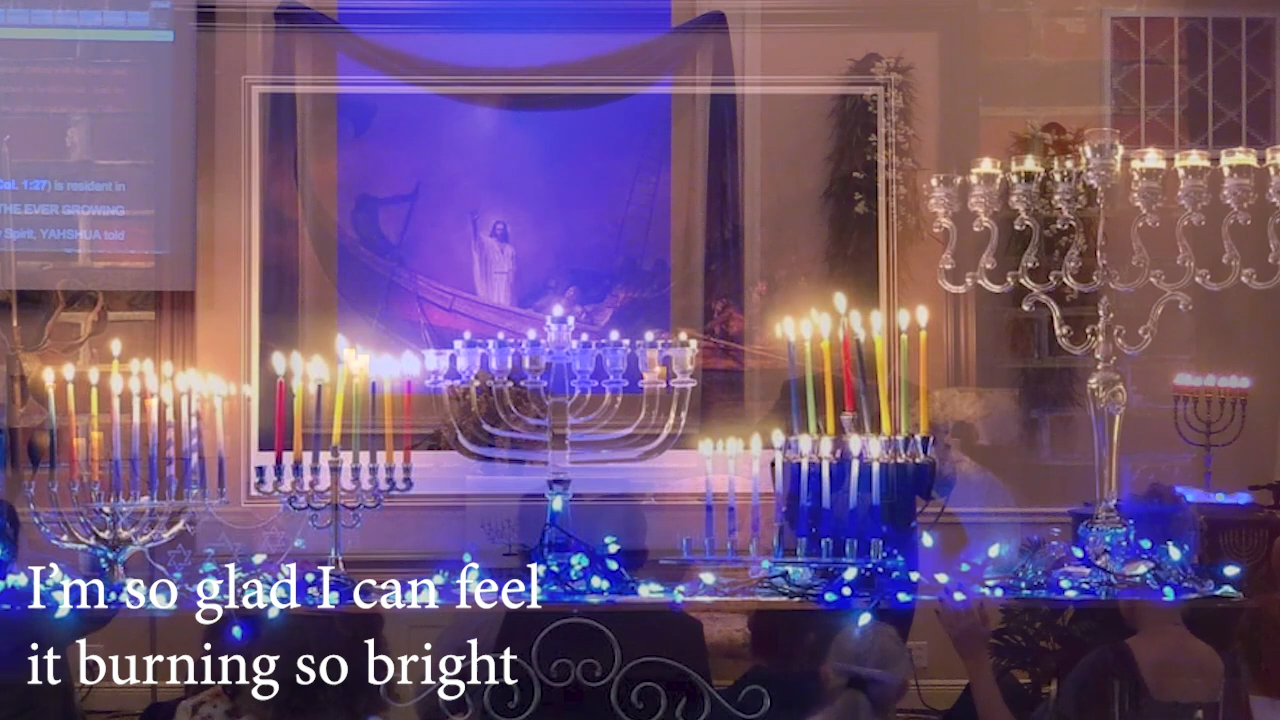 Col. 1:27) is resident in
THE EVER GROWING
Spirit, YAHSHUA told
I'm so glad I can feel
it burning so bright